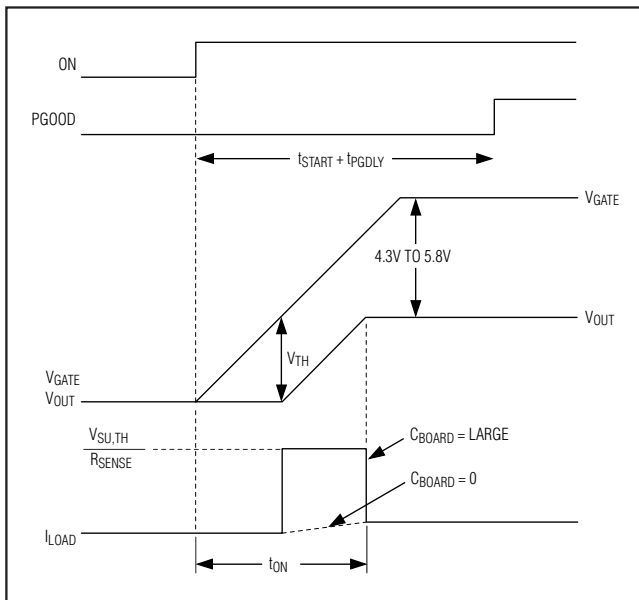 ON
PGOOD
tSTART + tPGDLY
VGATE
4.3V TO 5.8V
VOUT
VTH
VGATE
VOUT
VSU,TH
RSENSE
CBOARD = LARGE
CBOARD = 0
ILOAD
tON